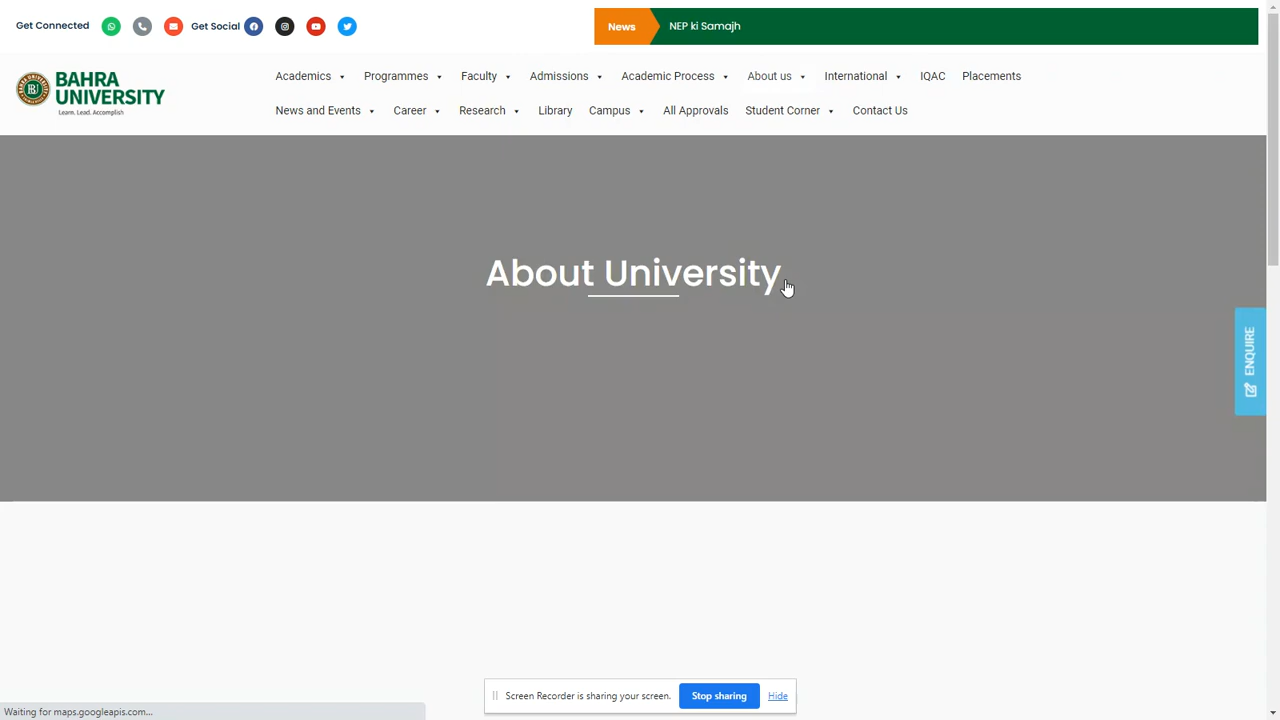 Get Connected
Get Social
News
NEP ki Samajh
BAHRA
UNIVERSITY
Learn. Lead. Accomplish
Academics
Programmes
Faculty
Admissions
Academic Process
About us
International
IQAC
Placements
News and Events
Career
Research
Library
Campus
All Approvals
Student Corner
Contact Us
About University
ENQUIRE
Screen Recorder is sharing your screen.
Stop sharing
Hide
Waiting for maps.googleapis.com...